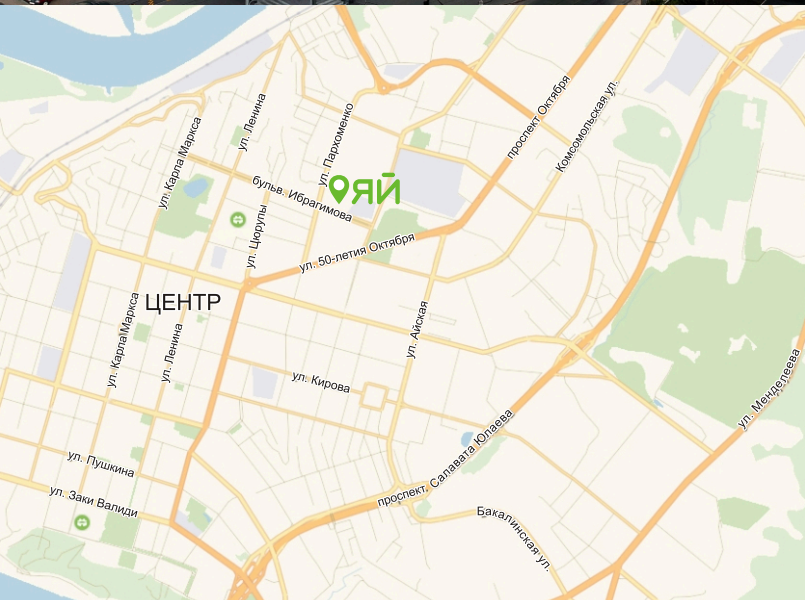 проспект Октября
Комсомольская ул.
ул. Ленина
ул. Пархоменко
ул. Карла Маркса
ЯЙ
бульв. Ибрагимова
ул. Цюрупы
ул. 50-летия Октября
ЦЕНТР
ул. Карла Маркса
ул. Ленина
ул. Айская
ул. Кирова
ул. Менделеева
ул. Пушкина
проспект. Салавата Юлаева
ул. Заки Валиди
Бакалинская ул.